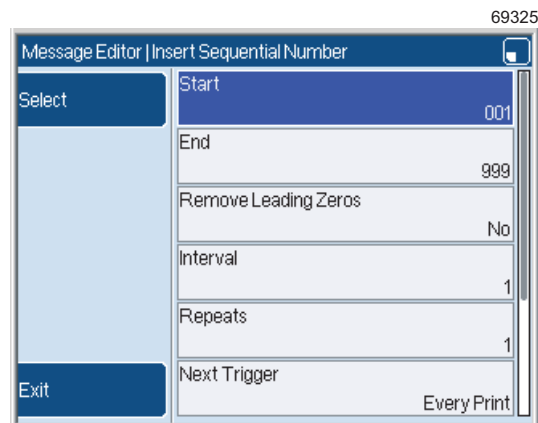 69325
Message Editor | Insert Sequential Number
Select
Start
001
End
999
Remove Leading Zeros
No
Interval
1
Repeats
1
Next Trigger
Every Print
Exit